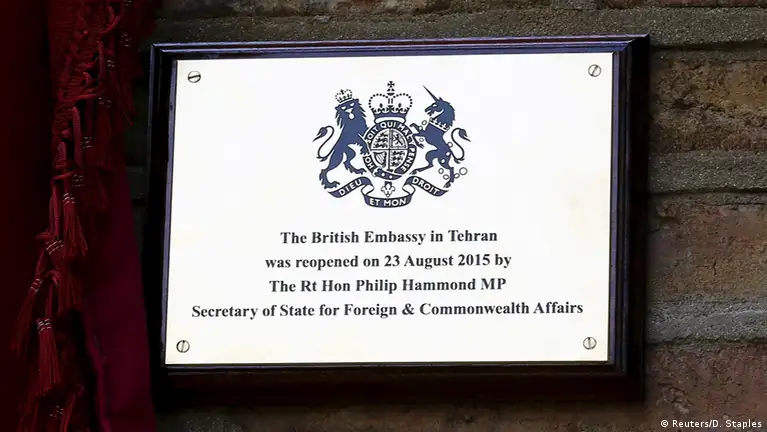 HONI SOIT QUI MAL Y PENSE
DIEU ET MON DROIT
The British Embassy in Tehran
was reopened on 23 August 2015 by
The Rt Hon Philip Hammond MP
Secretary of State for Foreign & Commonwealth Affairs
© Reuters/D. Staples